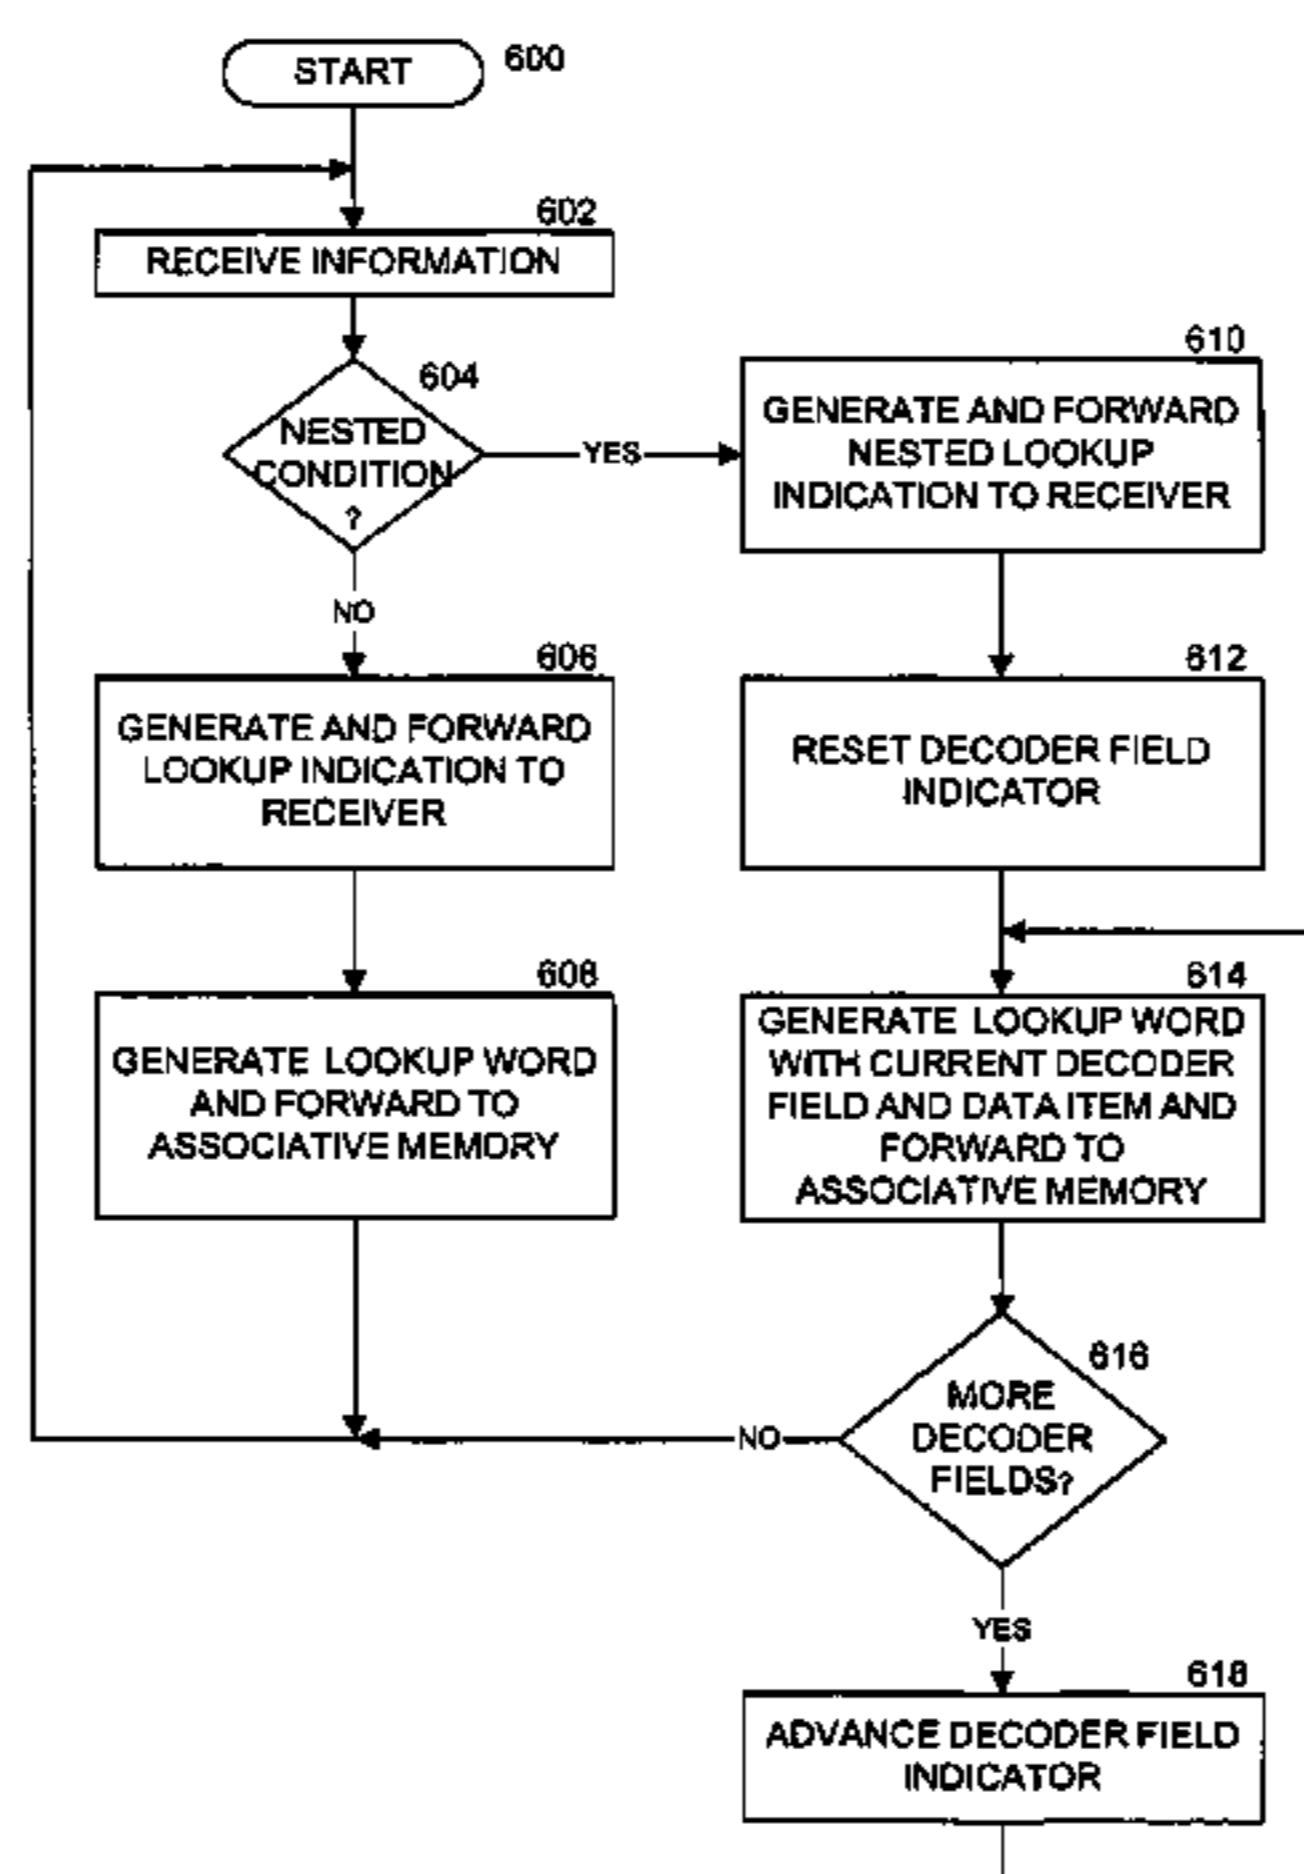 START
600
602
RECEIVE INFORMATION
604
NESTED
CONDITION
?
YES
NO
606
GENERATE AND FORWARD
LOOKUP INDICATION TO
RECEIVER
608
GENERATE LOOKUP WORD
AND FORWARD TO
ASSOCIATIVE MEMORY
610
GENERATE AND FORWARD
NESTED LOOKUP
INDICATION TO RECEIVER
612
RESET DECODER FIELD
INDICATOR
614
GENERATE LOOKUP WORD
WITH CURRENT DECODER
FIELD AND DATA ITEM AND
FORWARD TO
ASSOCIATIVE MEMORY
616
MORE
DECODER
FIELDS?
NO
YES
618
ADVANCE DECODER FIELD
INDICATOR